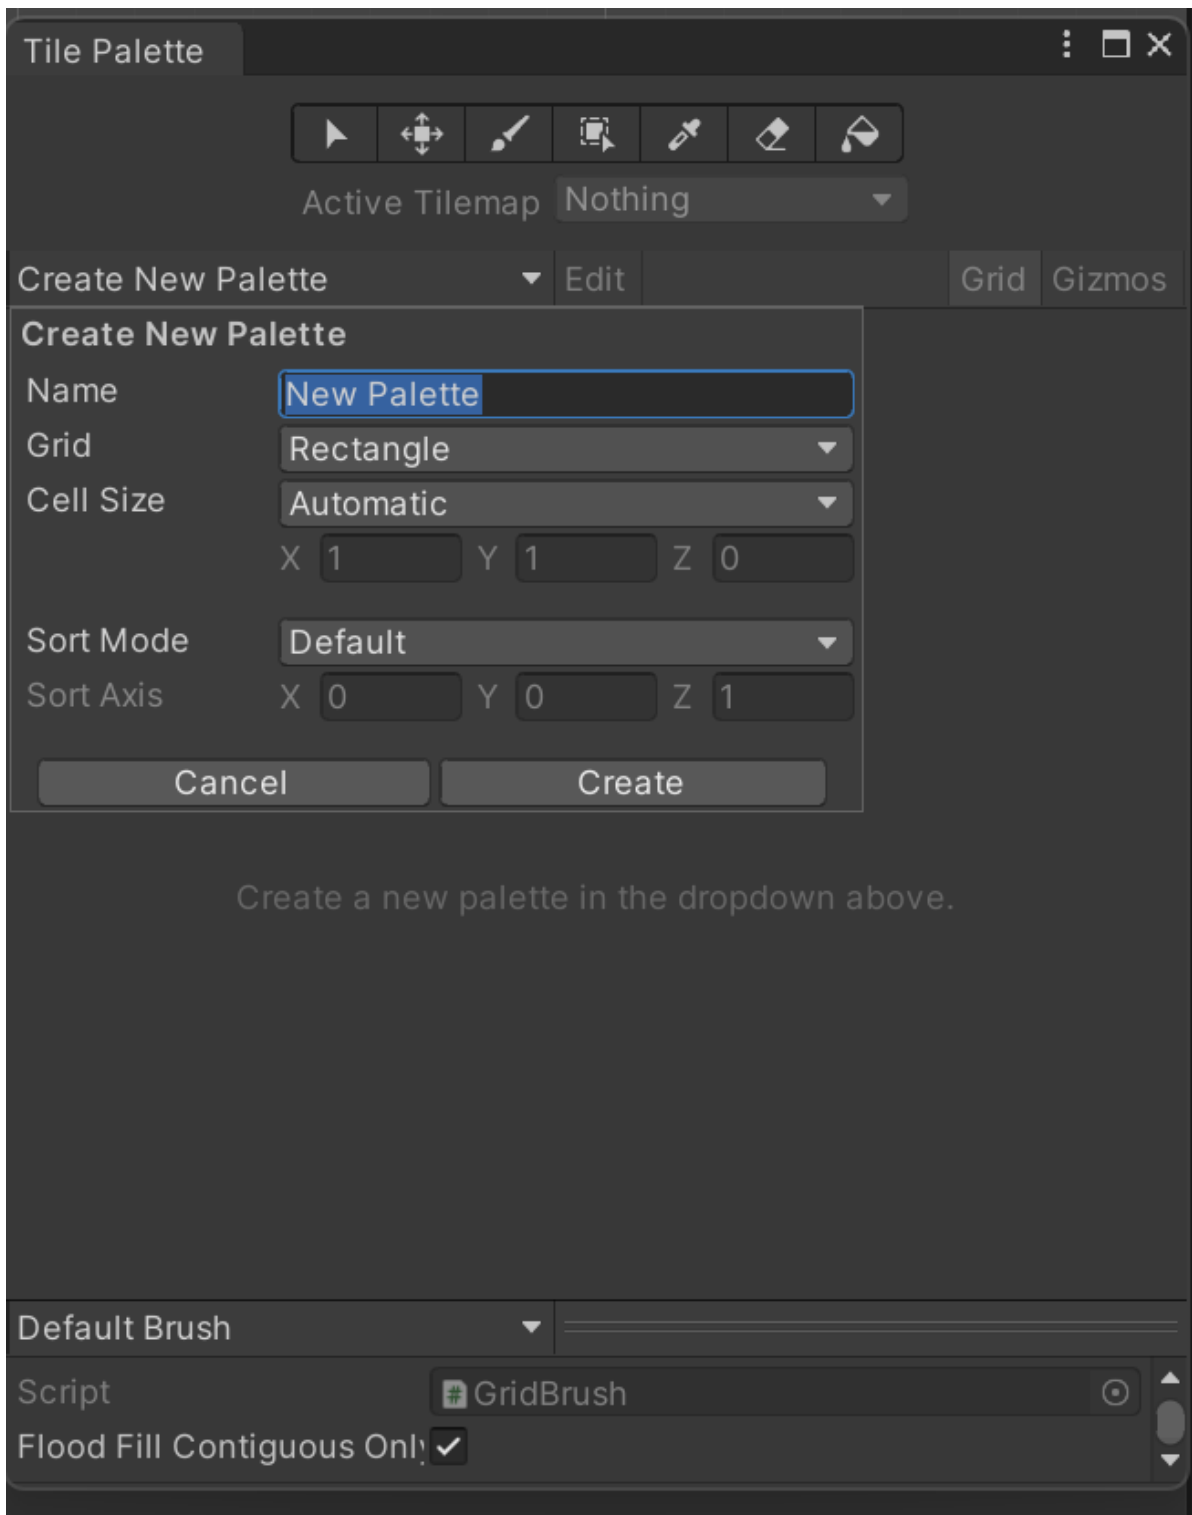 Tile Palette
Active Tilemap Nothing
Create New Palette Edit Grid Gizmos
Create New Palette
Name New Palette
Grid Rectangle
Cell Size Automatic
X 1 Y 1 Z 0
Sort Mode Default
Sort Axis X 0 Y 0 Z 1
Cancel Create
Create a new palette in the dropdown above.
Default Brush
Script # GridBrush
Flood Fill Contiguous Only